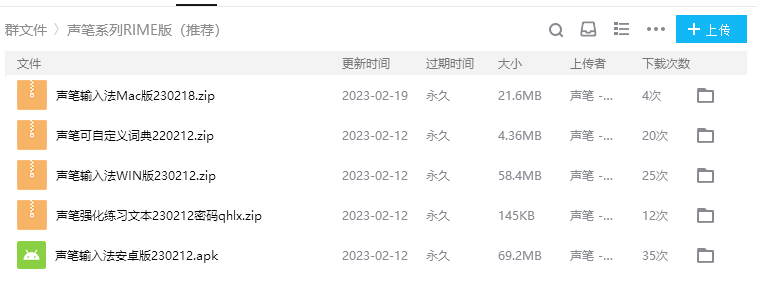 群文件 〉声笔系列RIME版（推荐） 上传
文件 更新时间 过期时间 大小 上传者 下载次数
声笔输入法Mac版230218.zip 2023-02-19 永久 21.6MB 声笔 -... 4次
声笔可自定义词典220212.zip 2023-02-12 永久 4.36MB 声笔 -... 20次
声笔输入法WIN版230212.zip 2023-02-12 永久 58.4MB 声笔 -... 25次
声笔强化练习文本230212密码qhlx.zip 2023-02-12 永久 145KB 声笔 -... 12次
声笔输入法安卓版230212.apk 2023-02-12 永久 69.2MB 声笔 -... 35次